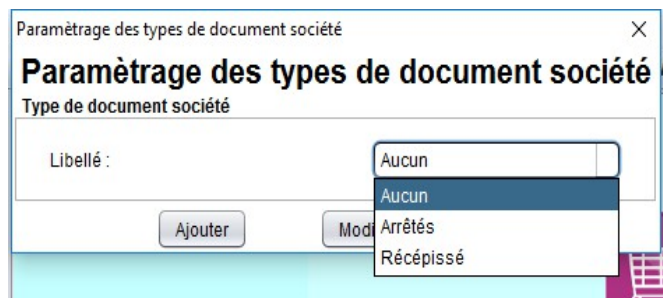 Paramètrage des types de document société
Paramètrage des types de document société
Type de document société
Libellé :
Aucun
Aucun
Arrêtés
Récépissé
Ajouter
Modi